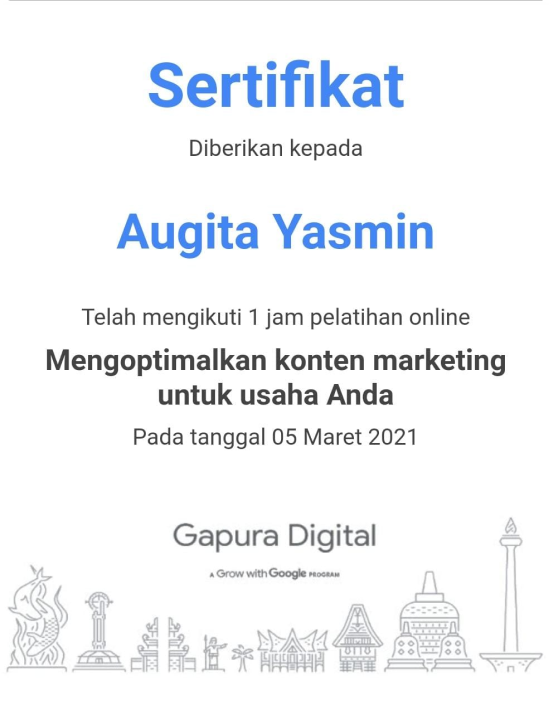 Sertifikat
Diberikan kepada
Augita Yasmin
Telah mengikuti 1 jam pelatihan online
Mengoptimalkan konten marketing
untuk usaha Anda
Pada tanggal 05 Maret 2021
Gapura Digital
A Grow with Google PROGRAM